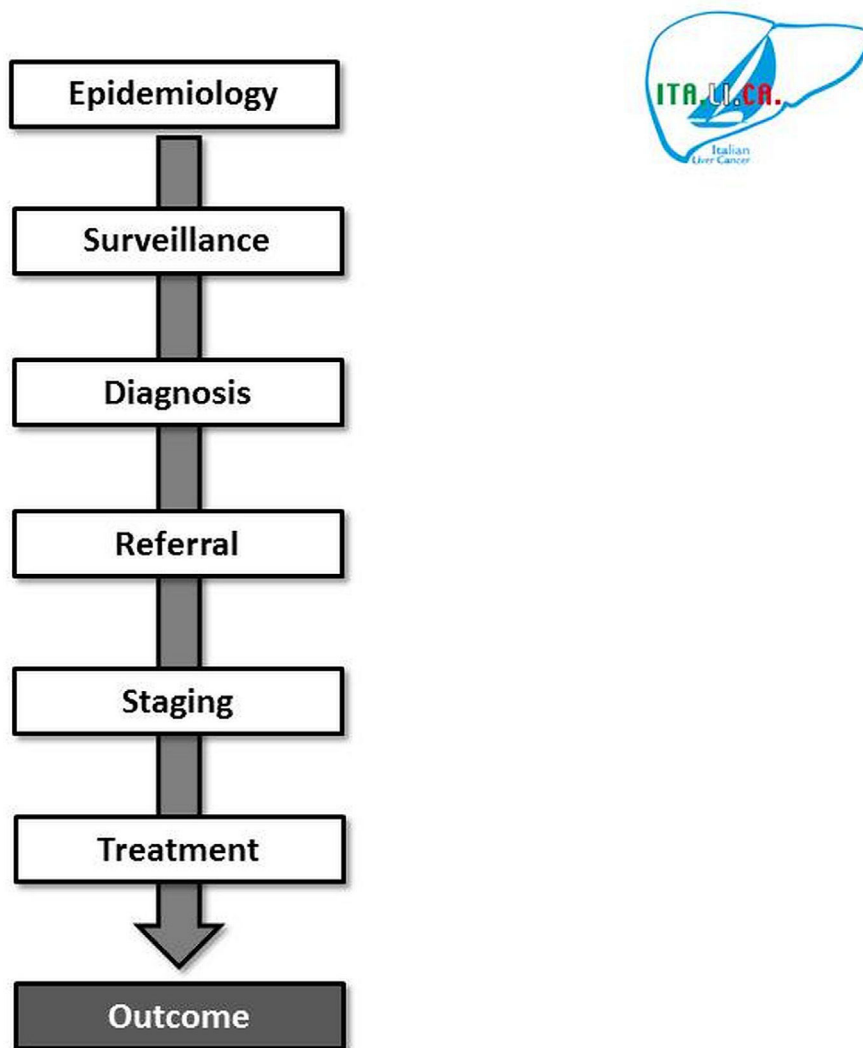 Epidemiology
ITA.LI.CA.
Italian
Liver Cancer
Surveillance
Diagnosis
Referral
Staging
Treatment
Outcome